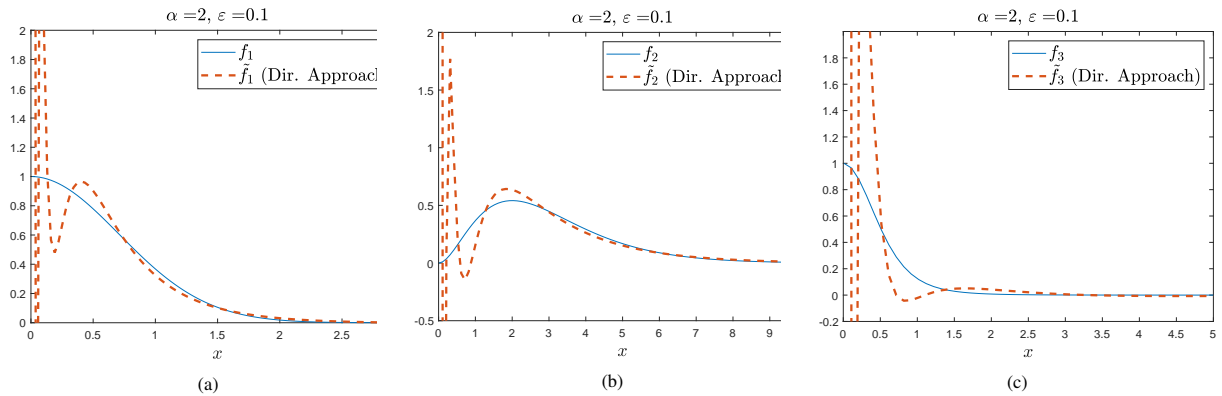 α =2, ε =0.1
2
1.8
1.6
1.4
1.2
1
0.8
0.6
0.4
0.2
0
f₁
f̃₁ (Dir. Approach
0 0.5 1 1.5 2 2.5
x
(a)
α =2, ε =0.1
2
1.5
1
0.5
0
-0.5
f₂
f̃₂ (Dir. Approach
0 1 2 3 4 5 6 7 8 9
x
(b)
α =2, ε =0.1
1.8
1.6
1.4
1.2
1
0.8
0.6
0.4
0.2
0
-0.2
f₃
f̃₃ (Dir. Approach)
0 0.5 1 1.5 2 2.5 3 3.5 4 4.5 5
x
(c)